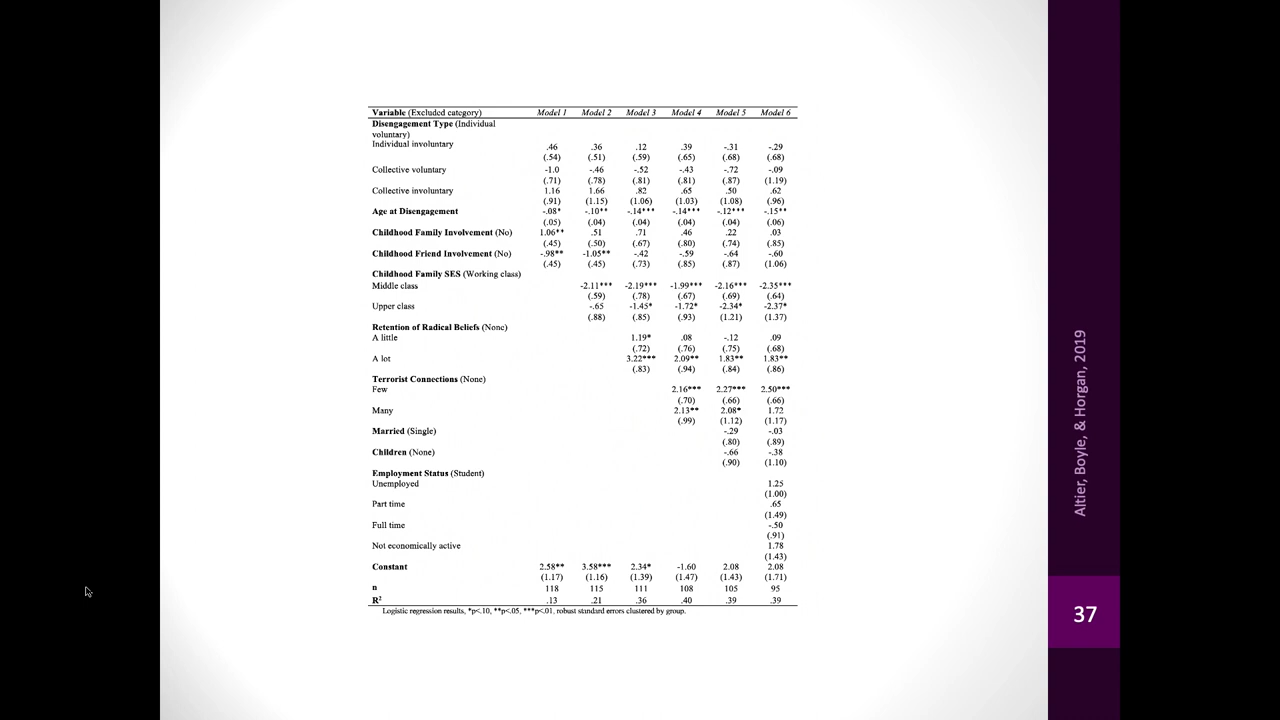 Variable (Excluded category) Model 1 Model 2 Model 3 Model 4 Model 5 Model 6
Disengagement Type (Individual
voluntary)
Individual involuntary .46 .36 .12 .39 -.31 -.29
(.54) (.51) (.59) (.65) (.68) (.68)
Collective voluntary -1.0 -.46 -.52 -.43 -.72 -.09
(.71) (.78) (.81) (.81) (.87) (1.19)
Collective involuntary 1.16 1.66 .82 .65 .50 .62
(.91) (1.15) (1.06) (1.03) (1.08) (.96)
Age at Disengagement -.08* -.10** -.14*** -.14*** -.12*** -.15**
(.05) (.04) (.04) (.04) (.04) (.06)
Childhood Family Involvement (No) 1.06** .51 .71 .46 .22 .03
(.45) (.50) (.67) (.80) (.74) (.85)
Childhood Friend Involvement (No) -.98** -1.05** -.42 -.59 -.64 -.60
(.45) (.45) (.73) (.85) (.87) (1.06)
Childhood Family SES (Working class)
Middle class -2.11*** -2.19*** -1.99*** -2.16*** -2.35***
(.59) (.78) (.67) (.69) (.64)
Upper class -.65 -1.45* -1.72* -2.34* -2.37*
(.88) (.85) (.93) (1.21) (1.37)
Retention of Radical Beliefs (None)
A little 1.19* .08 -.12 .09
(.72) (.76) (.75) (.68)
A lot 3.22*** 2.09** 1.83** 1.83**
(.83) (.94) (.84) (.86)
Terrorist Connections (None)
Few 2.16*** 2.27*** 2.50***
(.70) (.66) (.66)
Many 2.13** 2.08* 1.72
(.99) (1.12) (1.17)
Married (Single) -.29 -.03
(.80) (.89)
Children (None) -.66 -.38
(.90) (1.10)
Employment Status (Student)
Unemployed 1.25
(1.00)
Part time .65
(1.49)
Full time -.50
(.91)
Not economically active 1.78
(1.43)
Constant 2.58** 3.58*** 2.34* -1.60 2.08 2.08
(1.17) (1.16) (1.39) (1.47) (1.43) (1.71)
n 118 115 111 108 105 95
R² .13 .21 .36 .40 .39 .39
Logistic regression results, *p<.10, **p<.05, ***p<.01, robust standard errors clustered by group.
Altier, Boyle, & Horgan, 2019
37